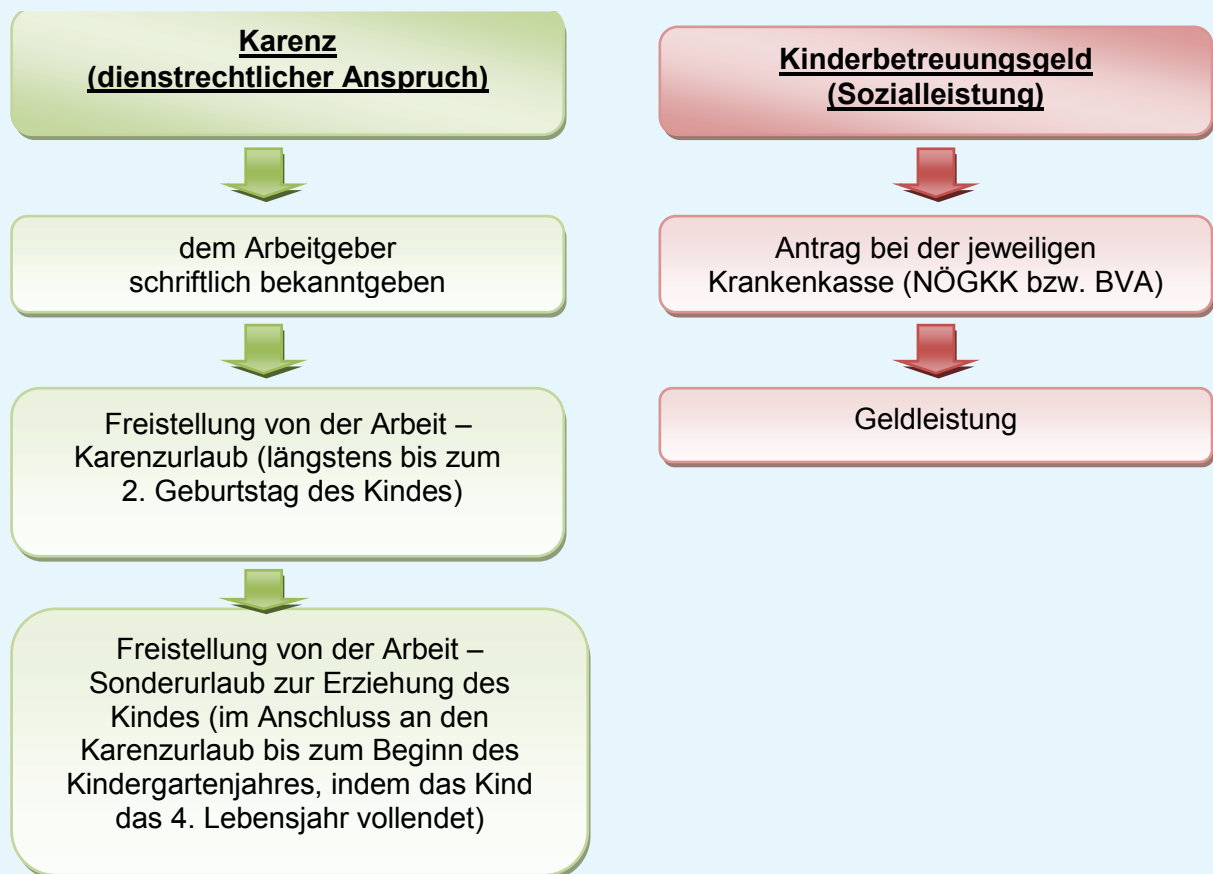 Karenz
(dienstrechtlicher Anspruch)
dem Arbeitgeber
schriftlich bekanntgeben
Freistellung von der Arbeit –
Karenzurlaub (längstens bis zum
2. Geburtstag des Kindes)
Freistellung von der Arbeit –
Sonderurlaub zur Erziehung des
Kindes (im Anschluss an den
Karenzurlaub bis zum Beginn des
Kindergartenjahres, indem das Kind
das 4. Lebensjahr vollendet)
Kinderbetreuungsgeld
(Sozialleistung)
Antrag bei der jeweiligen
Krankenkasse (NÖGKK bzw. BVA)
Geldleistung